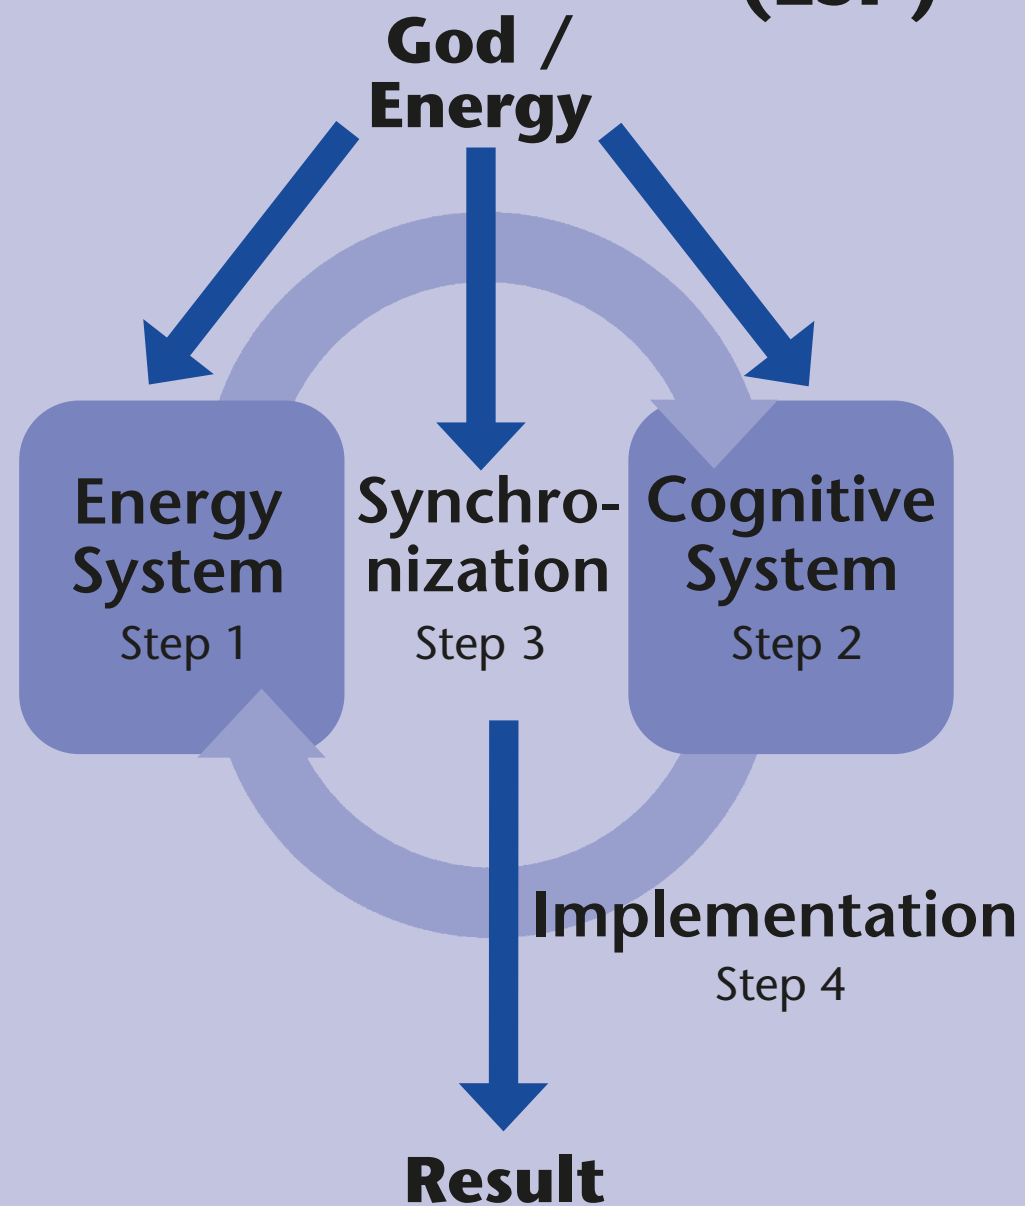 God /
Energy
Energy
System
Step 1
Synchro-
nization
Step 3
Cognitive
System
Step 2
Implementation
Step 4
Result